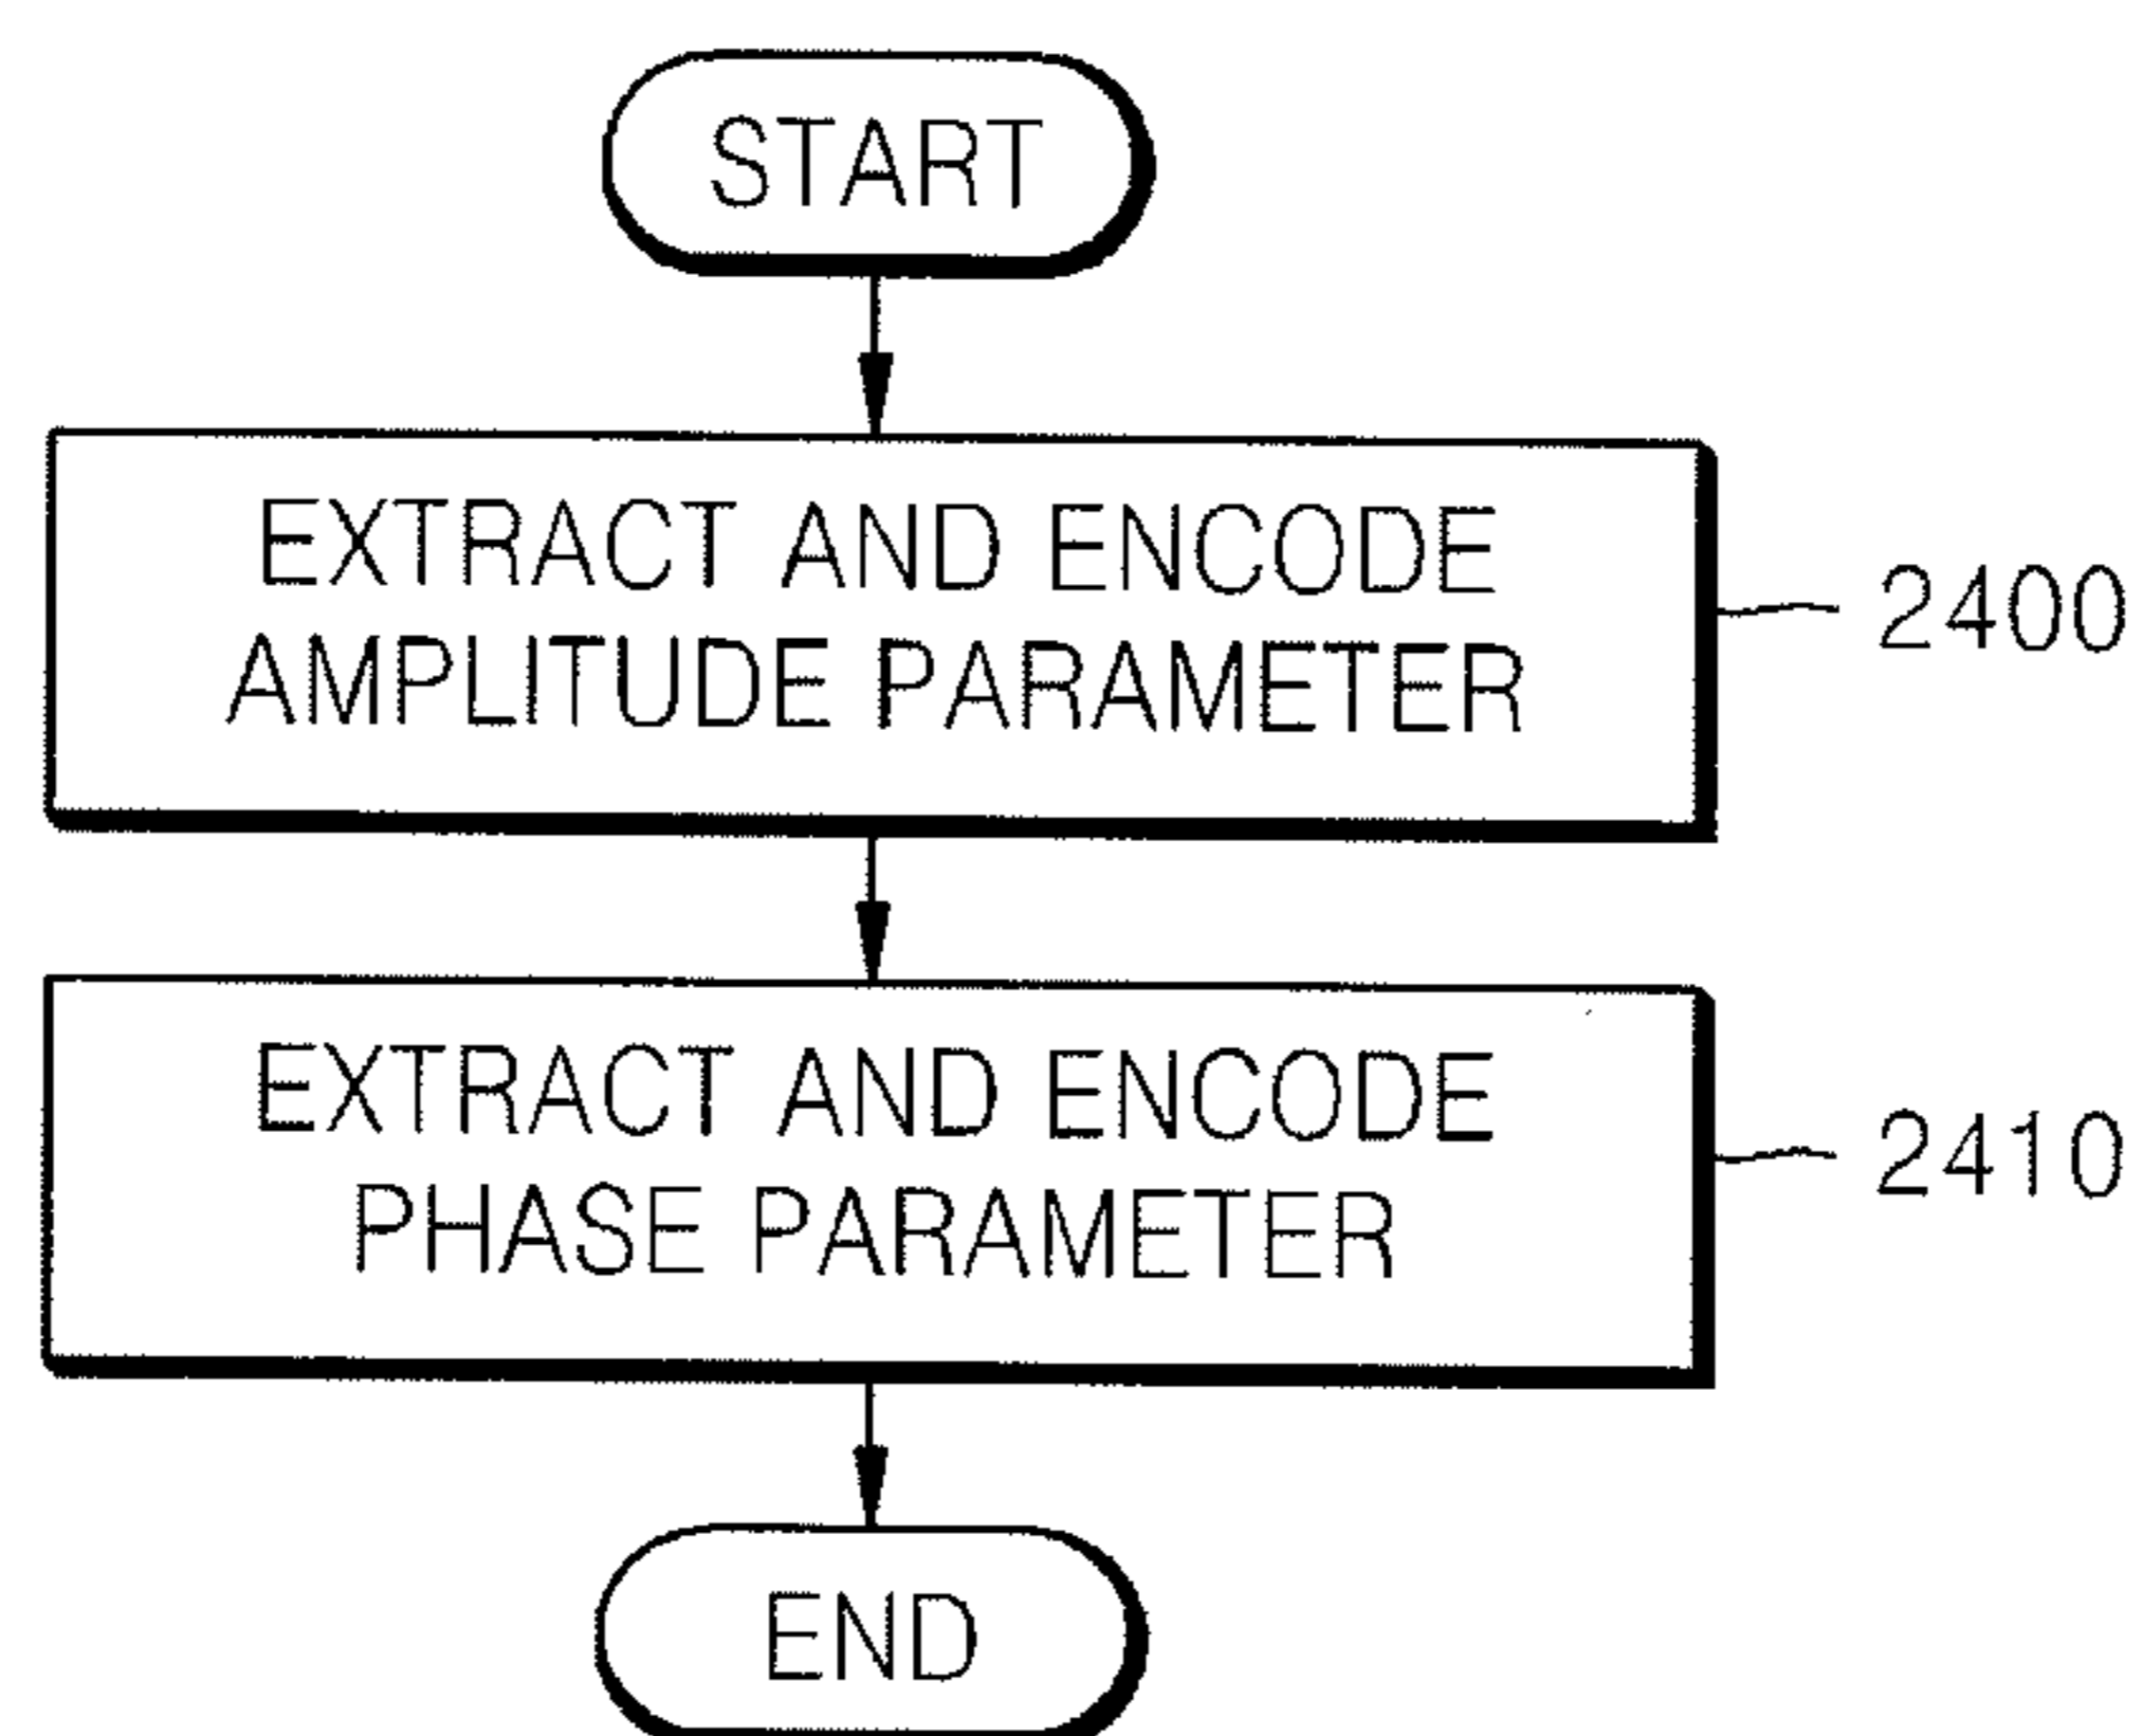 START
EXTRACT AND ENCODE
AMPLITUDE PARAMETER
2400
EXTRACT AND ENCODE
PHASE PARAMETER
2410
END